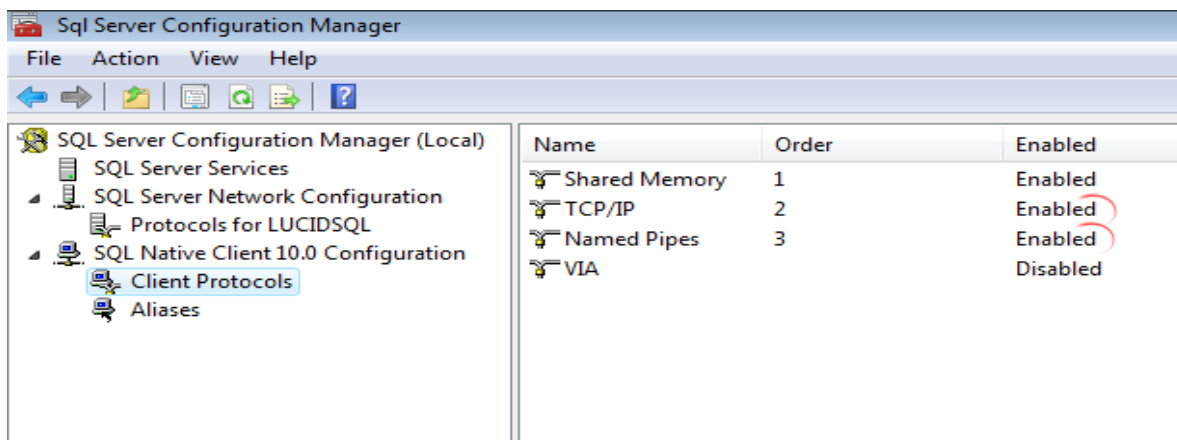 Sql Server Configuration Manager
File Action View Help
SQL Server Configuration Manager (Local)
SQL Server Services
SQL Server Network Configuration
Protocols for LUCIDSQL
SQL Native Client 10.0 Configuration
Client Protocols
Aliases
Name Order Enabled
Shared Memory 1 Enabled
TCP/IP 2 Enabled
Named Pipes 3 Enabled
VIA Disabled